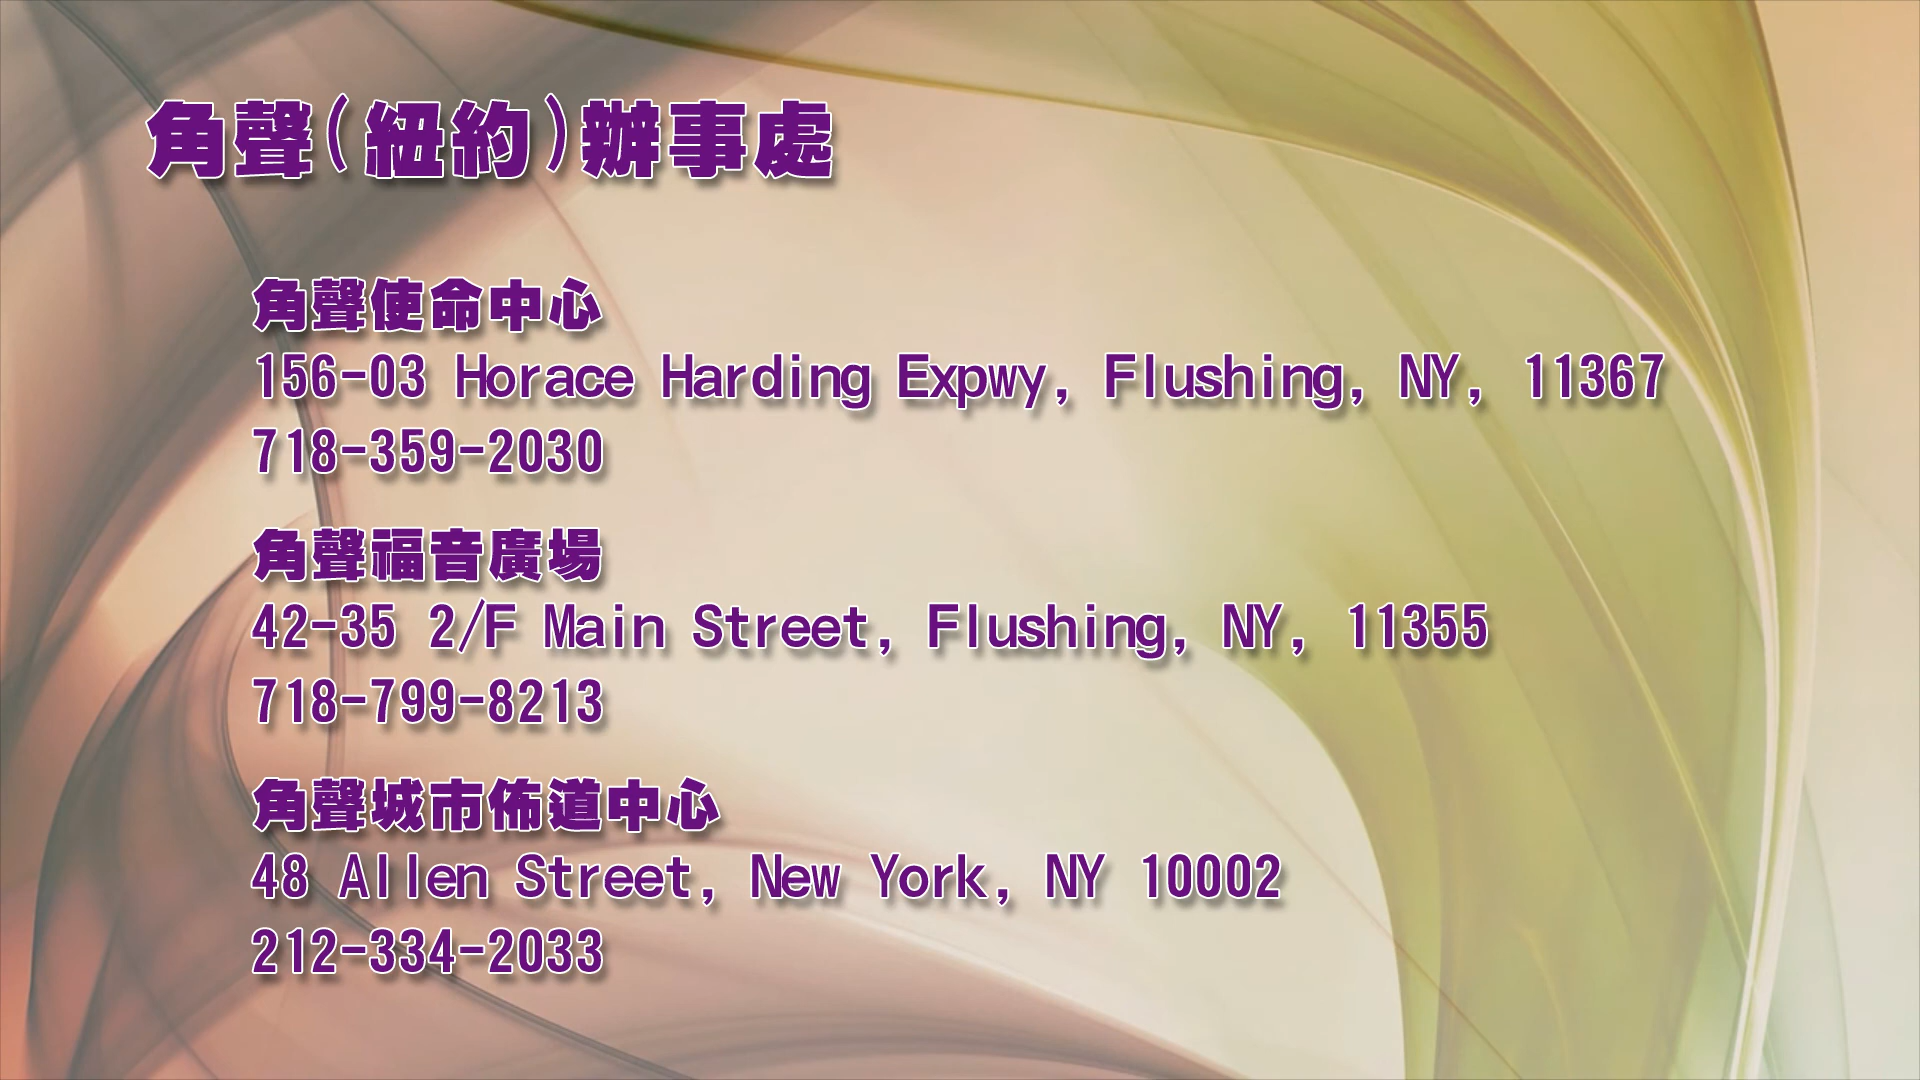 角聲(紐約)辦事處
角聲使命中心
156-03 Horace Harding Expwy, Flushing, NY, 11367
718-359-2030
角聲福音廣場
42-35 2/F Main Street, Flushing, NY, 11355
718-799-8213
角聲城市佈道中心
48 Allen Street, New York, NY 10002
212-334-2033